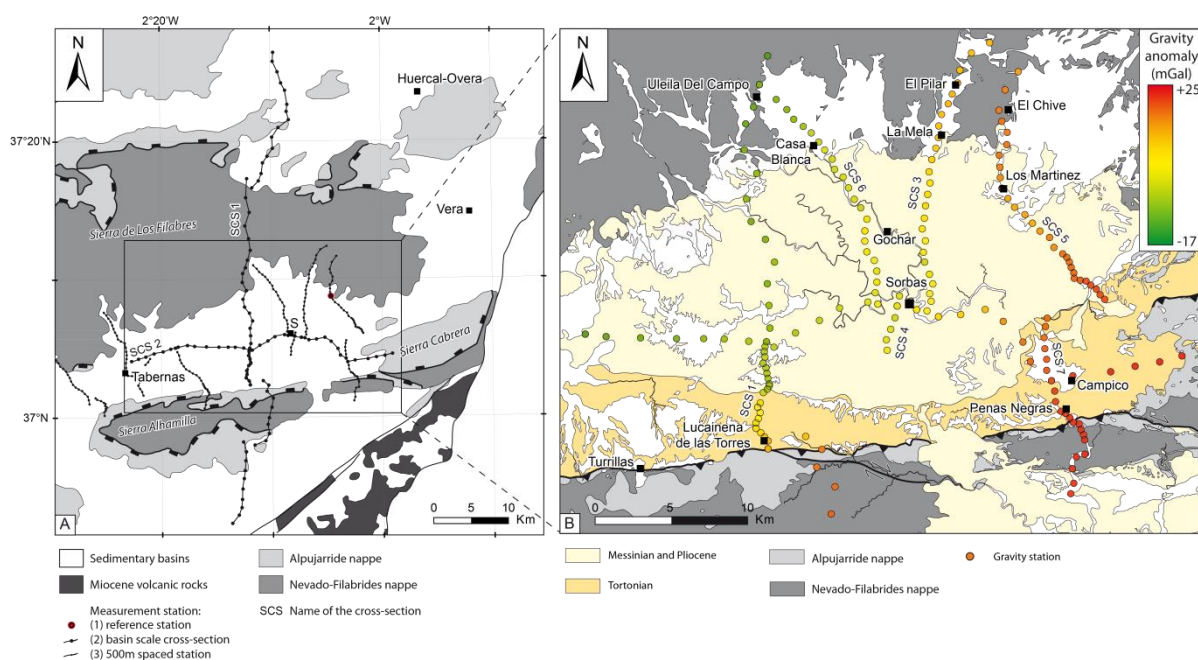 2°20'W
2°W
N
Huercal-Overa
37°20'N
SCS 1
Vera
Sierra de Los Filabres
SCS 2
S
Tabernas
Sierra Cabrera
37°N
Sierra Alhamilla
0 5 10
Km
A
N
Gravity
anomaly
(mGal)
+25
-17
Uleila Del Campo
El Pilar
El Chive
La Mela
Casa
Blanca
SCS 6
SCS 3
Los Martinez
SCS 5
Gochar
Sorbas
SCS 4
SCS 7
Campico
SCS 1
Penas Negras
Lucainena
de las Torres
Turrillas
0 5 10
Km
B
Sedimentary basins
Alpujarride nappe
Miocene volcanic rocks
Nevado-Filabrides nappe
Measurement station:
SCS Name of the cross-section
(1) reference station
(2) basin scale cross-section
(3) 500m spaced station
Messinian and Pliocene
Alpujarride nappe
Gravity station
Tortonian
Nevado-Filabrides nappe